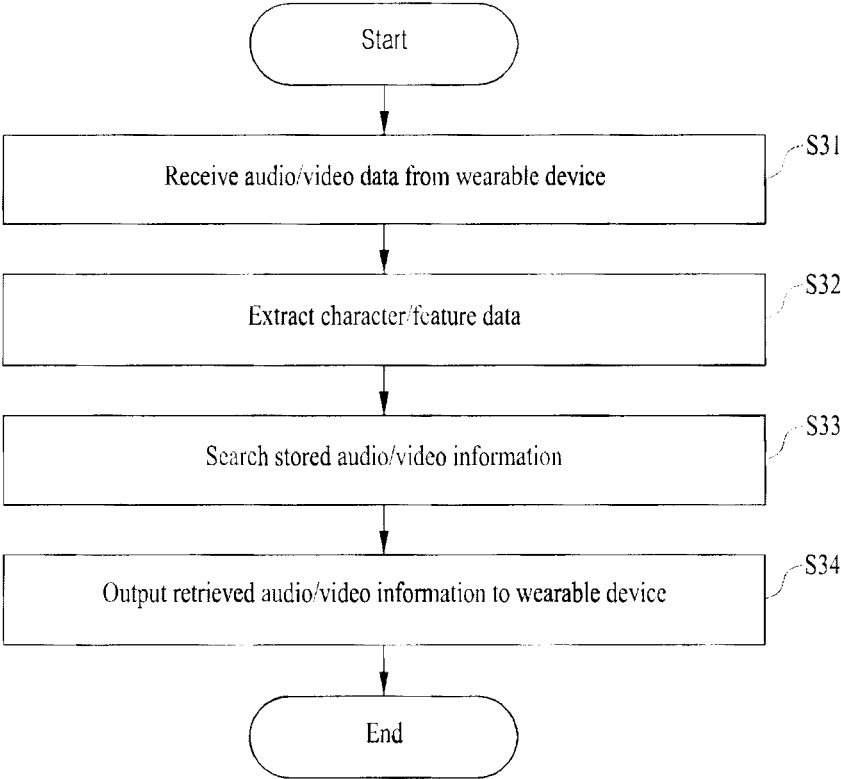 Start
S31
Receive audio/video data from wearable device
S32
Extract character/feature data
S33
Search stored audio/video information
S34
Output retrieved audio/video information to wearable device
End